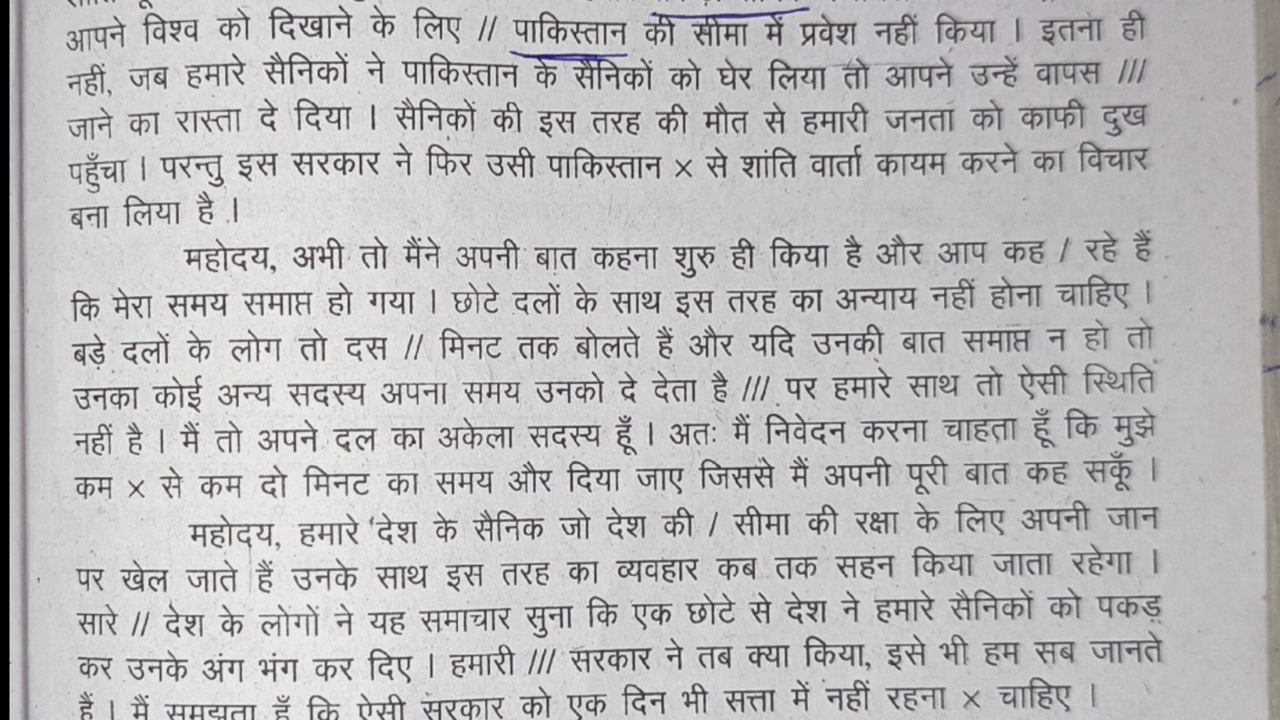 आपने विश्व को दिखाने के लिए // पाकिस्तान की सीमा में प्रवेश नहीं किया । इतना ही
नहीं, जब हमारे सैनिकों ने पाकिस्तान के सैनिकों को घेर लिया तो आपने उन्हें वापस ///
जाने का रास्ता दे दिया । सैनिकों की इस तरह की मौत से हमारी जनता को काफी दुख
पहुँचा । परन्तु इस सरकार ने फिर उसी पाकिस्तान × से शांति वार्ता कायम करने का विचार
बना लिया है ।
महोदय, अभी तो मैंने अपनी बात कहना शुरु ही किया है और आप कह / रहे हैं
कि मेरा समय समाप्त हो गया । छोटे दलों के साथ इस तरह का अन्याय नहीं होना चाहिए ।
बड़े दलों के लोग तो दस // मिनट तक बोलते हैं और यदि उनकी बात समाप्त न हो तो
उनका कोई अन्य सदस्य अपना समय उनको दे देता है /// पर हमारे साथ तो ऐसी स्थिति
नहीं है । मैं तो अपने दल का अकेला सदस्य हूँ । अतः मैं निवेदन करना चाहता हूँ कि मुझे
कम × से कम दो मिनट का समय और दिया जाए जिससे मैं अपनी पूरी बात कह सकूँ ।
महोदय, हमारे देश के सैनिक जो देश की / सीमा की रक्षा के लिए अपनी जान
पर खेल जाते हैं उनके साथ इस तरह का व्यवहार कब तक सहन किया जाता रहेगा ।
सारे // देश के लोगों ने यह समाचार सुना कि एक छोटे से देश ने हमारे सैनिकों को पकड़
कर उनके अंग भंग कर दिए । हमारी /// सरकार ने तब क्या किया, इसे भी हम सब जानते
हैं । मैं समझता हूँ कि ऐसी सरकार को एक दिन भी सत्ता में नहीं रहना × चाहिए ।